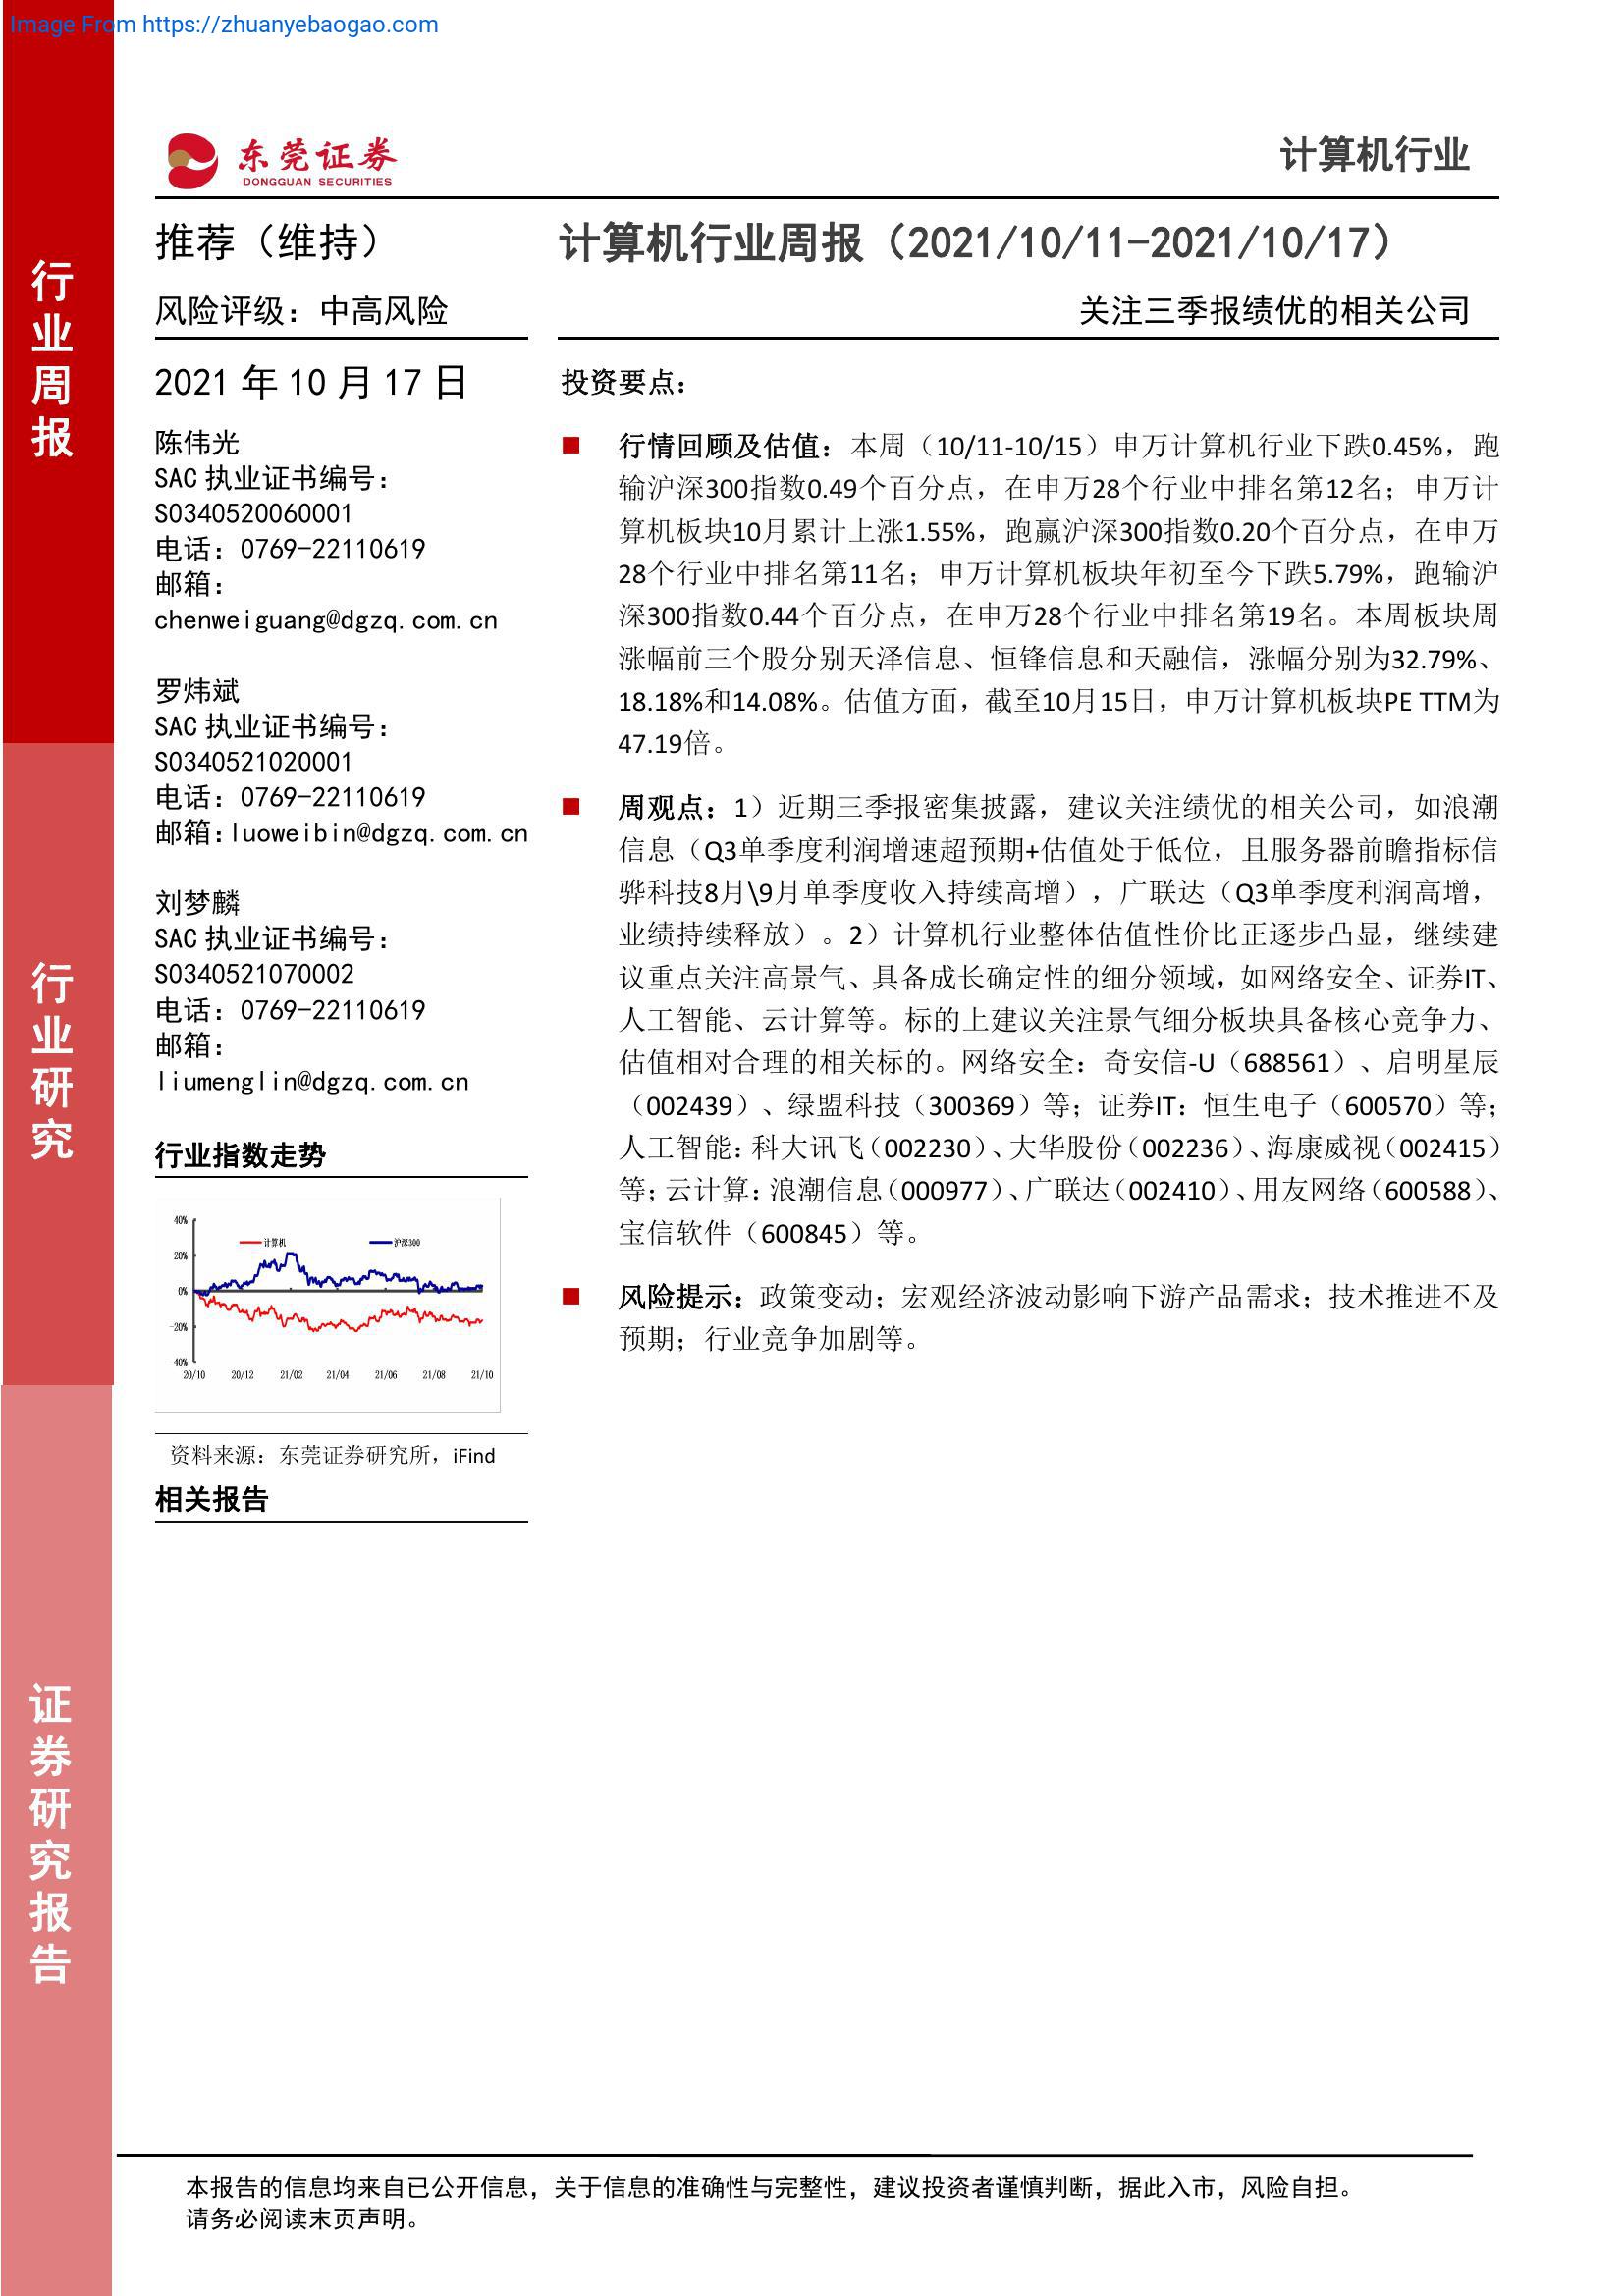 Image From https://zhuanyebaogao.com
东莞证券
DONGGUAN SECURITIES
计算机行业
行业周报
行业研究
证券研究报告
推荐（维持）
风险评级：中高风险
2021 年 10 月 17 日
陈伟光
SAC 执业证书编号：
S0340520060001
电话：0769-22110619
邮箱：
chenweiguang@dgzq.com.cn
罗炜斌
SAC 执业证书编号：
S0340521020001
电话：0769-22110619
邮箱：luoweibin@dgzq.com.cn
刘梦麟
SAC 执业证书编号：
S0340521070002
电话：0769-22110619
邮箱：
liumenglin@dgzq.com.cn
行业指数走势
40%
20%
0%
-20%
-40%
计算机
沪深300
20/10 20/12 21/02 21/04 21/06 21/08 21/10
资料来源：东莞证券研究所，iFind
相关报告
计算机行业周报（2021/10/11-2021/10/17）
关注三季报绩优的相关公司
投资要点：
行情回顾及估值：本周（10/11-10/15）申万计算机行业下跌0.45%，跑
输沪深300指数0.49个百分点，在申万28个行业中排名第12名；申万计
算机板块10月累计上涨1.55%，跑赢沪深300指数0.20个百分点，在申万
28个行业中排名第11名；申万计算机板块年初至今下跌5.79%，跑输沪
深300指数0.44个百分点，在申万28个行业中排名第19名。本周板块周
涨幅前三个股分别天泽信息、恒锋信息和天融信，涨幅分别为32.79%、
18.18%和14.08%。估值方面，截至10月15日，申万计算机板块PE TTM为
47.19倍。
周观点：1）近期三季报密集披露，建议关注绩优的相关公司，如浪潮
信息（Q3单季度利润增速超预期+估值处于低位，且服务器前瞻指标信
骅科技8月\9月单季度收入持续高增），广联达（Q3单季度利润高增，
业绩持续释放）。2）计算机行业整体估值性价比正逐步凸显，继续建
议重点关注高景气、具备成长确定性的细分领域，如网络安全、证券IT、
人工智能、云计算等。标的上建议关注景气细分板块具备核心竞争力、
估值相对合理的相关标的。网络安全：奇安信-U（688561）、启明星辰
（002439）、绿盟科技（300369）等；证券IT：恒生电子（600570）等；
人工智能：科大讯飞（002230）、大华股份（002236）、海康威视（002415）
等；云计算：浪潮信息（000977）、广联达（002410）、用友网络（600588）、
宝信软件（600845）等。
风险提示：政策变动；宏观经济波动影响下游产品需求；技术推进不及
预期；行业竞争加剧等。
本报告的信息均来自已公开信息，关于信息的准确性与完整性，建议投资者谨慎判断，据此入市，风险自担。
请务必阅读末页声明。